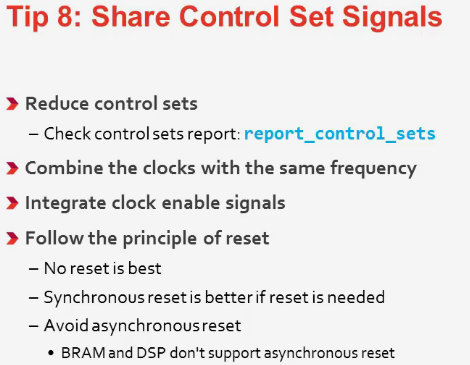 Tip 8: Share Control Set Signals
Reduce control sets
– Check control sets report: report_control_sets
Combine the clocks with the same frequency
Integrate clock enable signals
Follow the principle of reset
– No reset is best
– Synchronous reset is better if reset is needed
– Avoid asynchronous reset
• BRAM and DSP don't support asynchronous reset